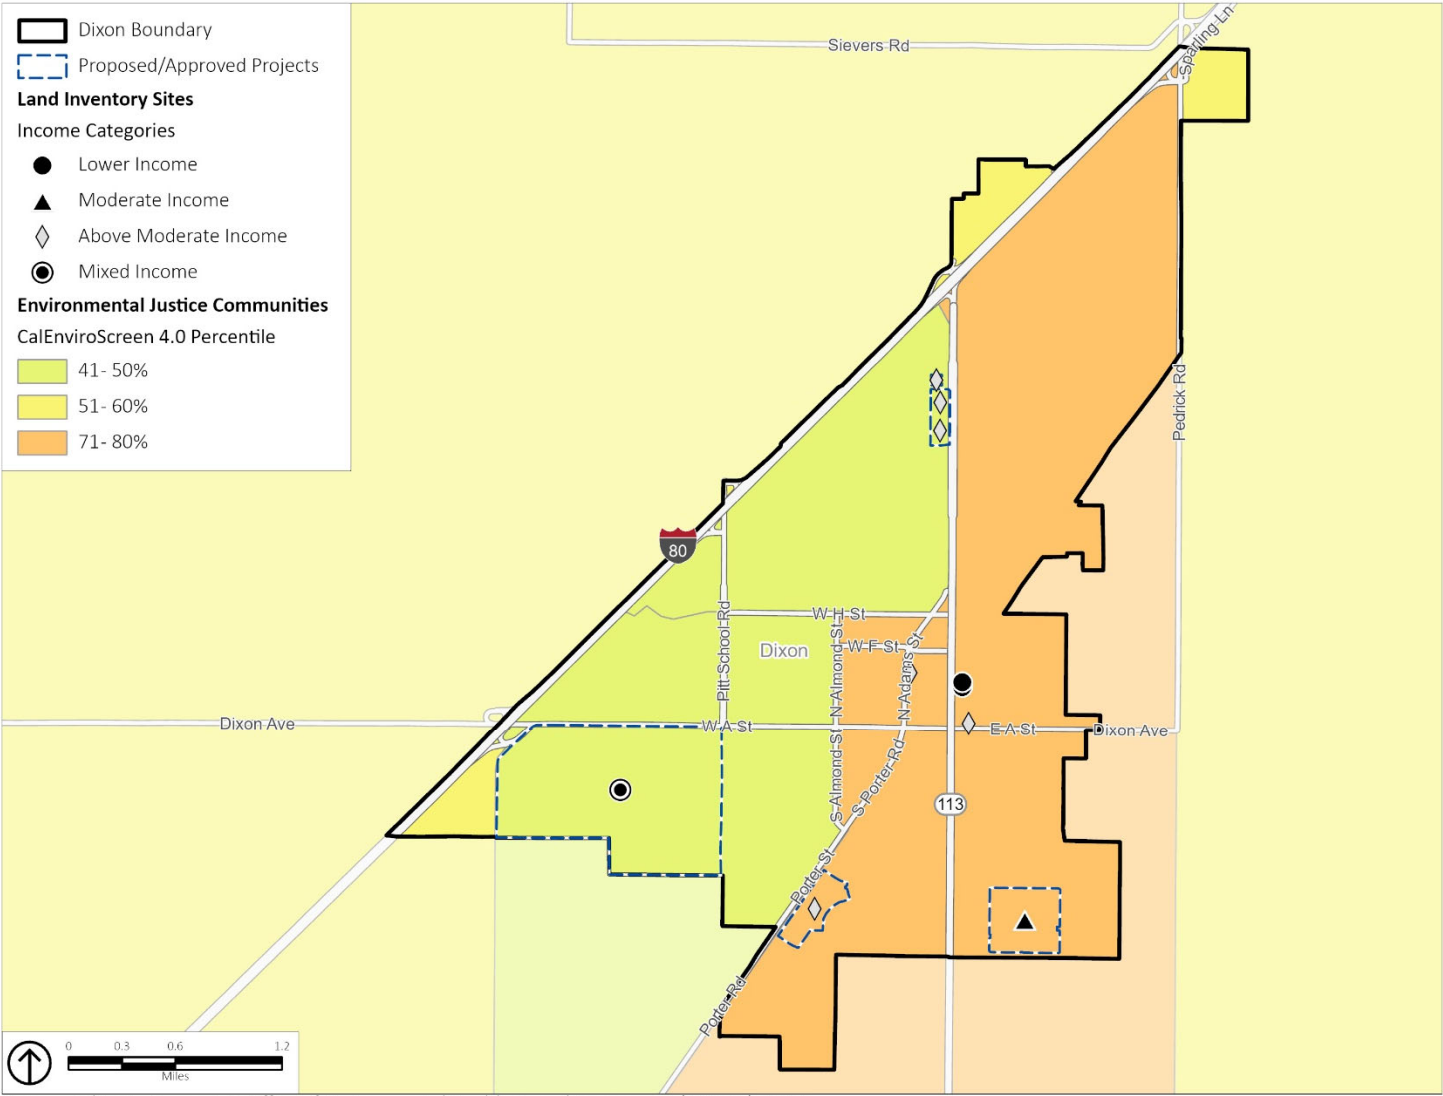 Dixon Boundary
Proposed/Approved Projects
Land Inventory Sites
Income Categories
Lower Income
Moderate Income
Above Moderate Income
Mixed Income
Environmental Justice Communities
CalEnviroScreen 4.0 Percentile
41- 50%
51- 60%
71- 80%
Sievers Rd
Sparling Ln
Pedrick Rd
80
W H St
Pitt School Rd
Dixon
N Almond St
W F St
N Adams St
Dixon Ave
W A St
E A St
Dixon Ave
S Almond St
S Porter Rd
113
Porter St
Porter Rd
0 0.3 0.6 1.2
Miles